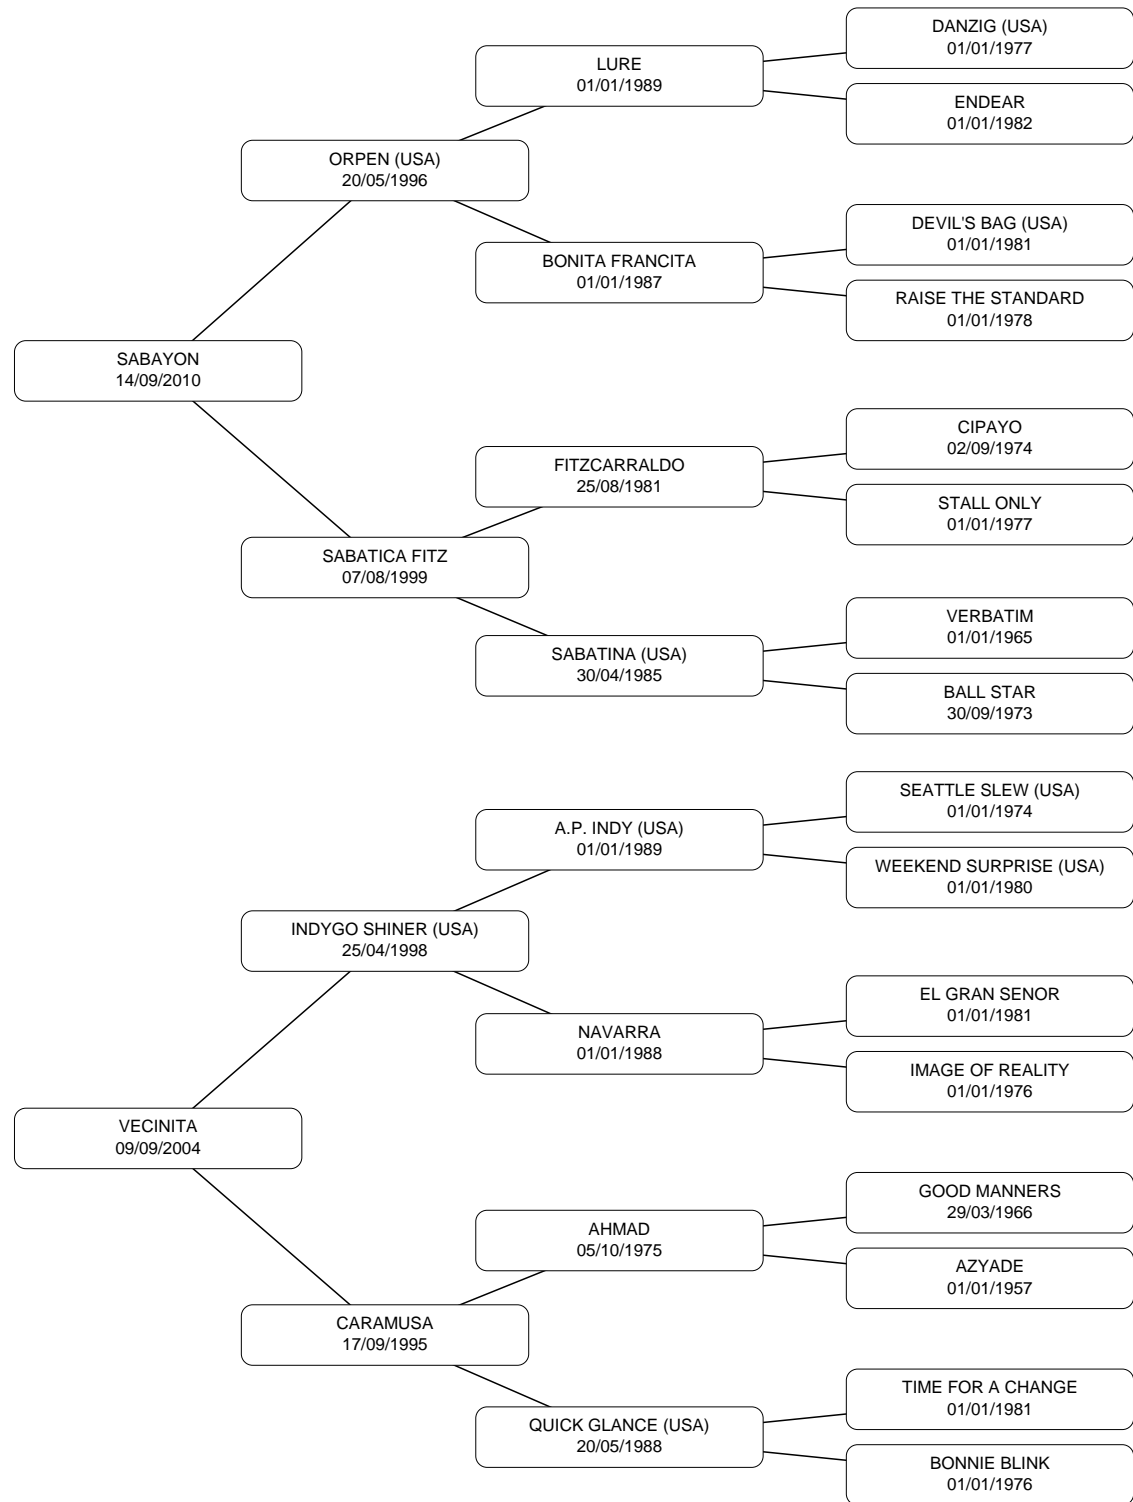 DANZIG (USA)
01/01/1977
LURE
01/01/1989
ENDEAR
01/01/1982
ORPEN (USA)
20/05/1996
DEVIL'S BAG (USA)
01/01/1981
BONITA FRANCITA
01/01/1987
RAISE THE STANDARD
01/01/1978
SABAYON
14/09/2010
CIPAYO
02/09/1974
FITZCARRALDO
25/08/1981
STALL ONLY
01/01/1977
SABATICA FITZ
07/08/1999
VERBATIM
01/01/1965
SABATINA (USA)
30/04/1985
BALL STAR
30/09/1973
SEATTLE SLEW (USA)
01/01/1974
A.P. INDY (USA)
01/01/1989
WEEKEND SURPRISE (USA)
01/01/1980
INDYGO SHINER (USA)
25/04/1998
EL GRAN SENOR
01/01/1981
NAVARRA
01/01/1988
IMAGE OF REALITY
01/01/1976
VECINITA
09/09/2004
GOOD MANNERS
29/03/1966
AHMAD
05/10/1975
AZYADE
01/01/1957
CARAMUSA
17/09/1995
TIME FOR A CHANGE
01/01/1981
QUICK GLANCE (USA)
20/05/1988
BONNIE BLINK
01/01/1976